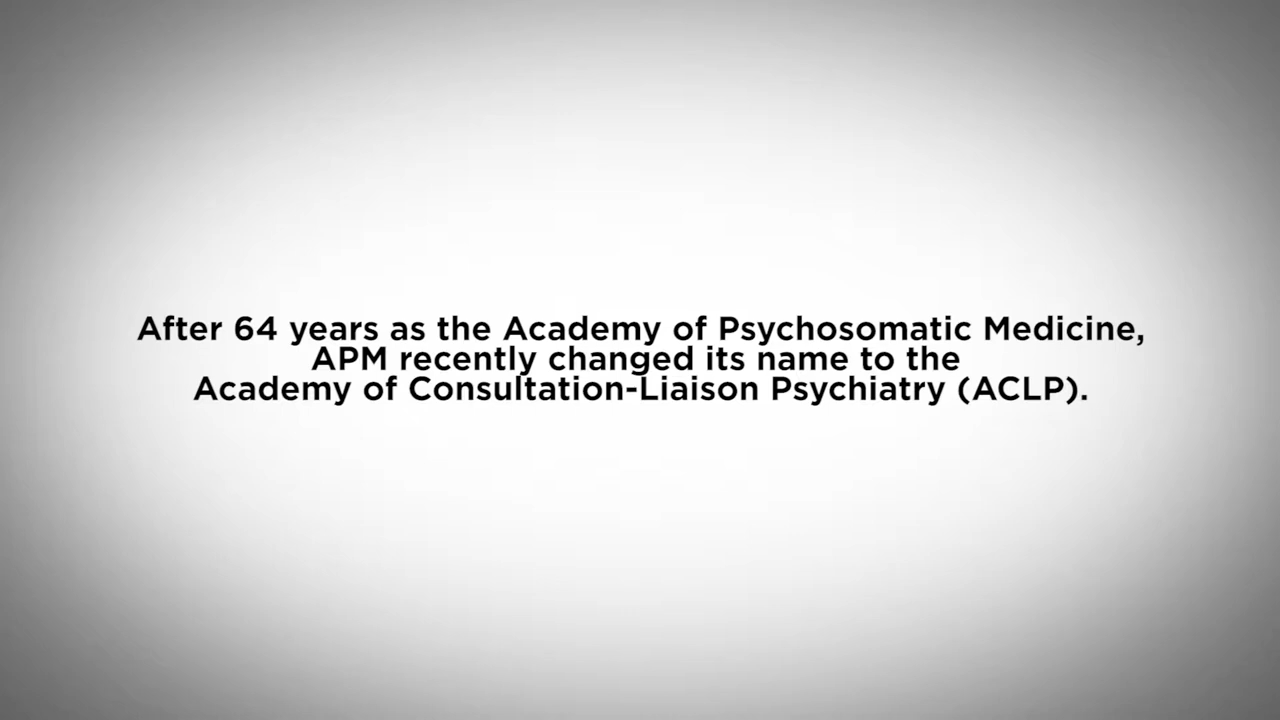 After 64 years as the Academy of Psychosomatic Medicine,
APM recently changed its name to the
Academy of Consultation-Liaison Psychiatry (ACLP).